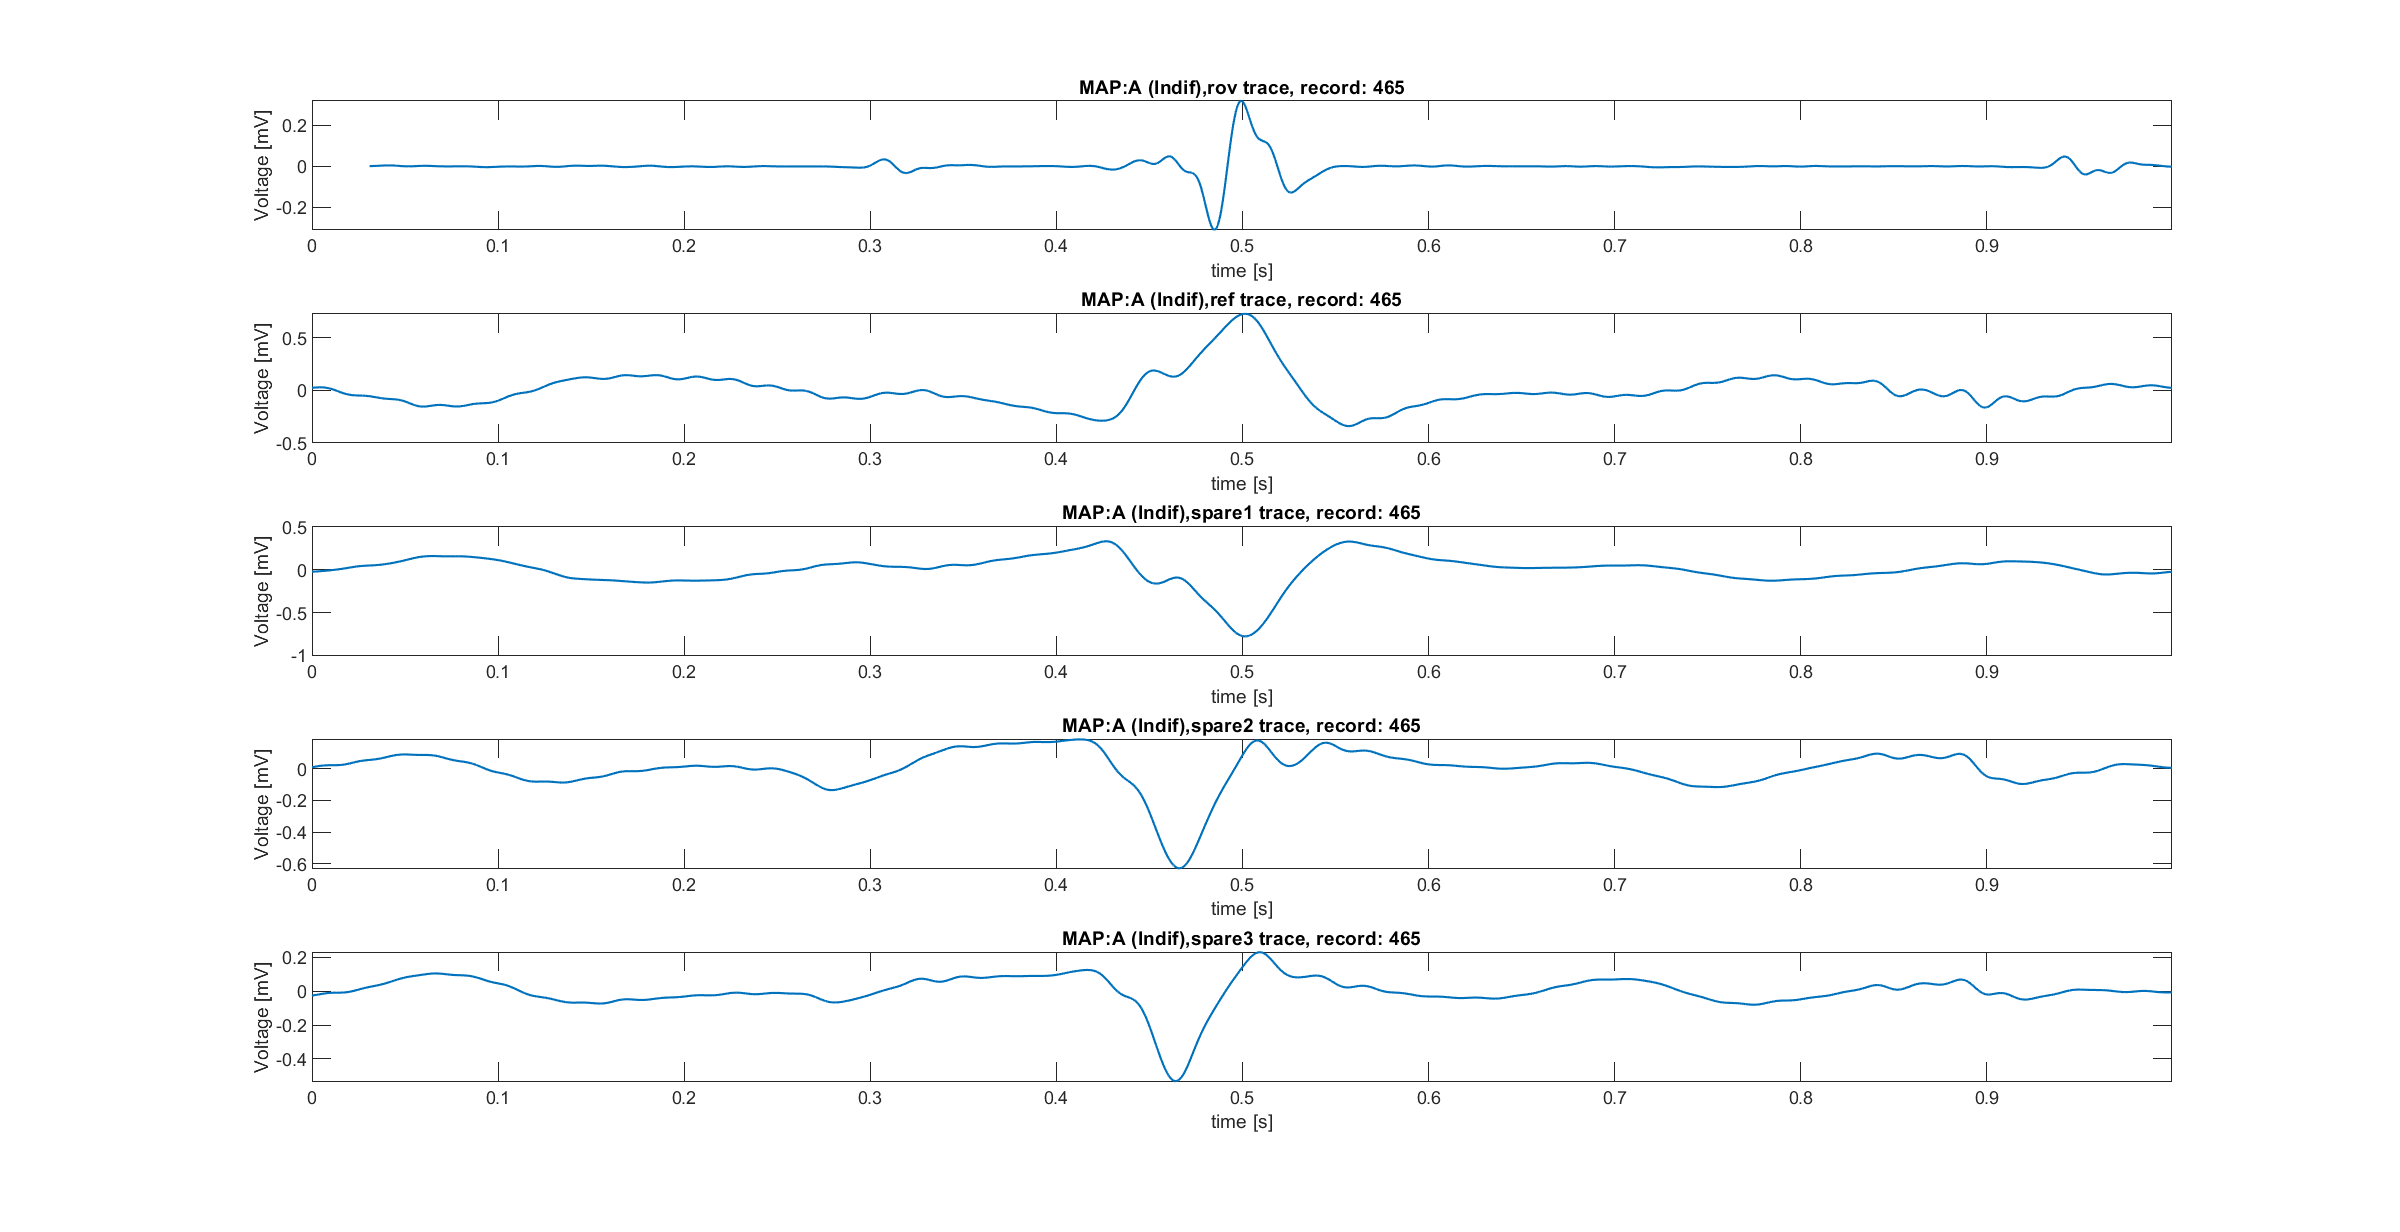 MAP:A (Indif),rov trace, record: 465
Voltage [mV]
0.2
0
-0.2
0 0.1 0.2 0.3 0.4 0.5 0.6 0.7 0.8 0.9
time [s]
MAP:A (Indif),ref trace, record: 465
Voltage [mV]
0.5
0
-0.5
0 0.1 0.2 0.3 0.4 0.5 0.6 0.7 0.8 0.9
time [s]
MAP:A (Indif),spare1 trace, record: 465
Voltage [mV]
0.5
0
-0.5
-1
0 0.1 0.2 0.3 0.4 0.5 0.6 0.7 0.8 0.9
time [s]
MAP:A (Indif),spare2 trace, record: 465
Voltage [mV]
0
-0.2
-0.4
-0.6
0 0.1 0.2 0.3 0.4 0.5 0.6 0.7 0.8 0.9
time [s]
MAP:A (Indif),spare3 trace, record: 465
Voltage [mV]
0.2
0
-0.2
-0.4
0 0.1 0.2 0.3 0.4 0.5 0.6 0.7 0.8 0.9
time [s]